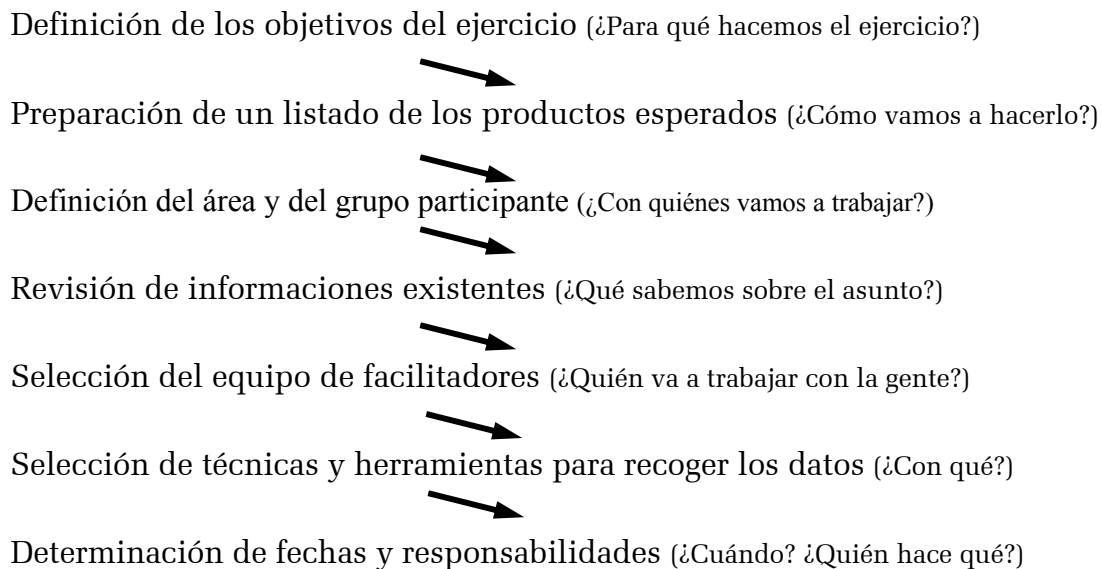 Definición de los objetivos del ejercicio (¿Para qué hacemos el ejercicio?)
Preparación de un listado de los productos esperados (¿Cómo vamos a hacerlo?)
Definición del área y del grupo participante (¿Con quiénes vamos a trabajar?)
Revisión de informaciones existentes (¿Qué sabemos sobre el asunto?)
Selección del equipo de facilitadores (¿Quién va a trabajar con la gente?)
Selección de técnicas y herramientas para recoger los datos (¿Con qué?)
Determinación de fechas y responsabilidades (¿Cuándo? ¿Quién hace qué?)